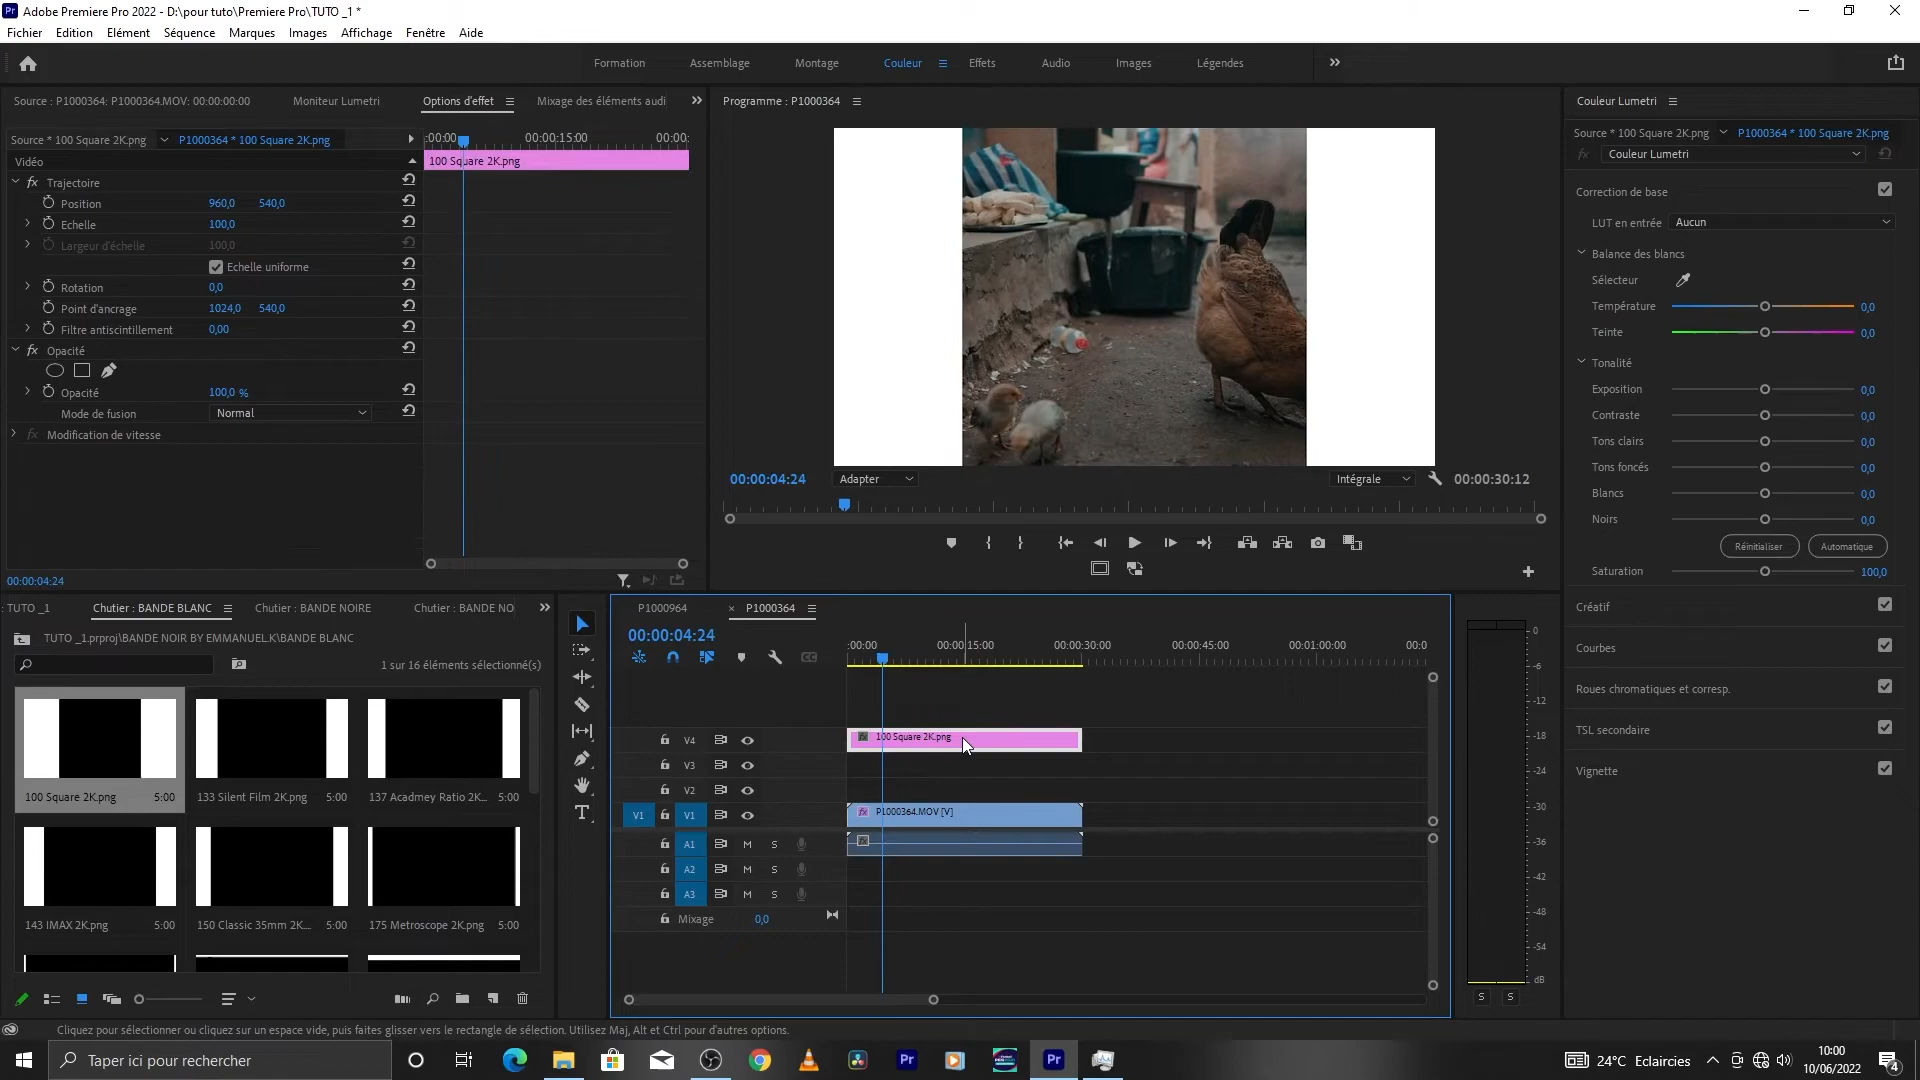 Adobe Premiere Pro 2022 - D:\pour tuto\Premiere Pro\TUTO _1 *
Fichier Edition Elément Séquence Marques Images Affichage Fenêtre Aide
Formation Assemblage Montage Couleur Effets Audio Images Légendes
Source : P1000364: P1000364.MOV: 00:00:00:00 Moniteur Lumetri Options d'effet Mixage des éléments audi
Source * 100 Square 2K.png P1000364 * 100 Square 2K.png
:00:00 00:00:15:00 00:00:
Vidéo
100 Square 2K.png
Trajectoire
Position 960,0 540,0
Echelle 100,0
Largeur d'échelle 100,0
Echelle uniforme
Rotation 0,0
Point d'ancrage 1024,0 540,0
Filtre antiscintillement 0,00
Opacité
Opacité 100,0 %
Mode de fusion Normal
Modification de vitesse
00:00:04:24
Programme : P1000364
00:00:04:24 Adapter Intégrale 00:00:30:12
Couleur Lumetri
Source * 100 Square 2K.png P1000364 * 100 Square 2K.png
fx Couleur Lumetri
Correction de base
LUT en entrée Aucun
Balance des blancs
Sélecteur
Température 0,0
Teinte 0,0
Tonalité
Exposition 0,0
Contraste 0,0
Tons clairs 0,0
Tons foncés 0,0
Blancs 0,0
Noirs 0,0
Réinitialiser Automatique
Saturation 100,0
Créatif
Courbes
Roues chromatiques et corresp.
TSL secondaire
Vignette
: TUTO _1 Chutier : BANDE BLANC Chutier : BANDE NOIRE Chutier : BANDE NO
TUTO _1.prproj\BANDE NOIR BY EMMANUEL.K\BANDE BLANC
1 sur 16 éléments sélectionné(s)
100 Square 2K.png 5:00
133 Silent Film 2K.png 5:00
137 Acadmey Ratio 2K... 5:00
143 IMAX 2K.png 5:00
150 Classic 35mm 2K.... 5:00
175 Metroscope 2K.png 5:00
P1000964 × P1000364
00:00:04:24
:00:00 00:00:15:00 00:00:30:00 00:00:45:00 00:01:00:00 00:0
V4 100 Square 2K.png
V3
V2
V1 V1 P1000364.MOV [V]
A1 M S
A2 M S
A3 M S
Mixage 0,0
0
-6
-12
-18
-24
-30
-36
-42
-48
-54
dB
S S
Cliquez pour sélectionner ou cliquez sur un espace vide, puis faites glisser vers le rectangle de sélection. Utilisez Maj, Alt et Ctrl pour d'autres options.
Taper ici pour rechercher
24°C Eclaircies
10:00
10/06/2022
4